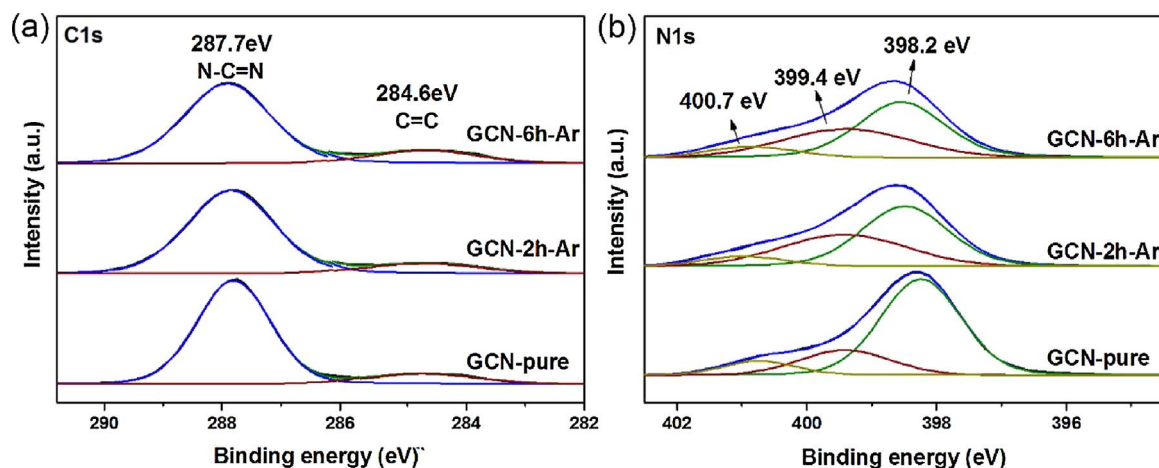 (a)
C1s
287.7eV
N-C=N
284.6eV
C=C
GCN-6h-Ar
GCN-2h-Ar
GCN-pure
Intensity (a.u.)
290 288 286 284 282
Binding energy (eV)¨
(b)
N1s
398.2 eV
399.4 eV
400.7 eV
GCN-6h-Ar
GCN-2h-Ar
GCN-pure
Intensity (a.u.)
402 400 398 396
Binding energy (eV)